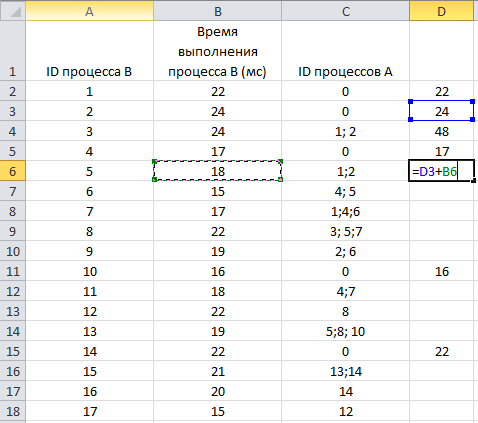 A B C D
1 ID процесса B Время выполнения процесса B (мс) ID процессов A
2 1 22 0 22
3 2 24 0 24
4 3 24 1; 2 48
5 4 17 0 17
6 5 18 1;2 =D3+B6
7 6 15 4; 5
8 7 17 1;4;6
9 8 22 3; 5;7
10 9 19 2; 6
11 10 16 0 16
12 11 18 4;7
13 12 22 8
14 13 19 5;8; 10
15 14 22 0 22
16 15 21 13;14
17 16 20 14
18 17 15 12